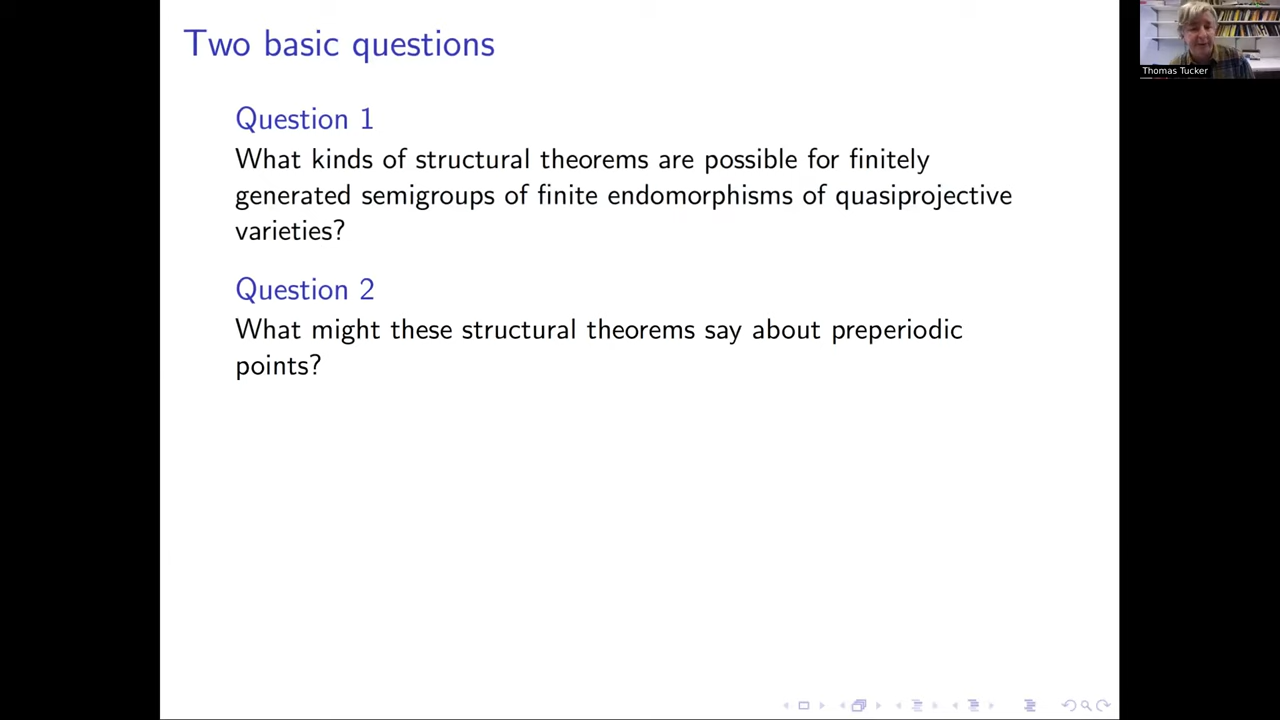 Two basic questions
Question 1
What kinds of structural theorems are possible for finitely
generated semigroups of finite endomorphisms of quasiprojective
varieties?
Question 2
What might these structural theorems say about preperiodic
points?
Thomas Tucker